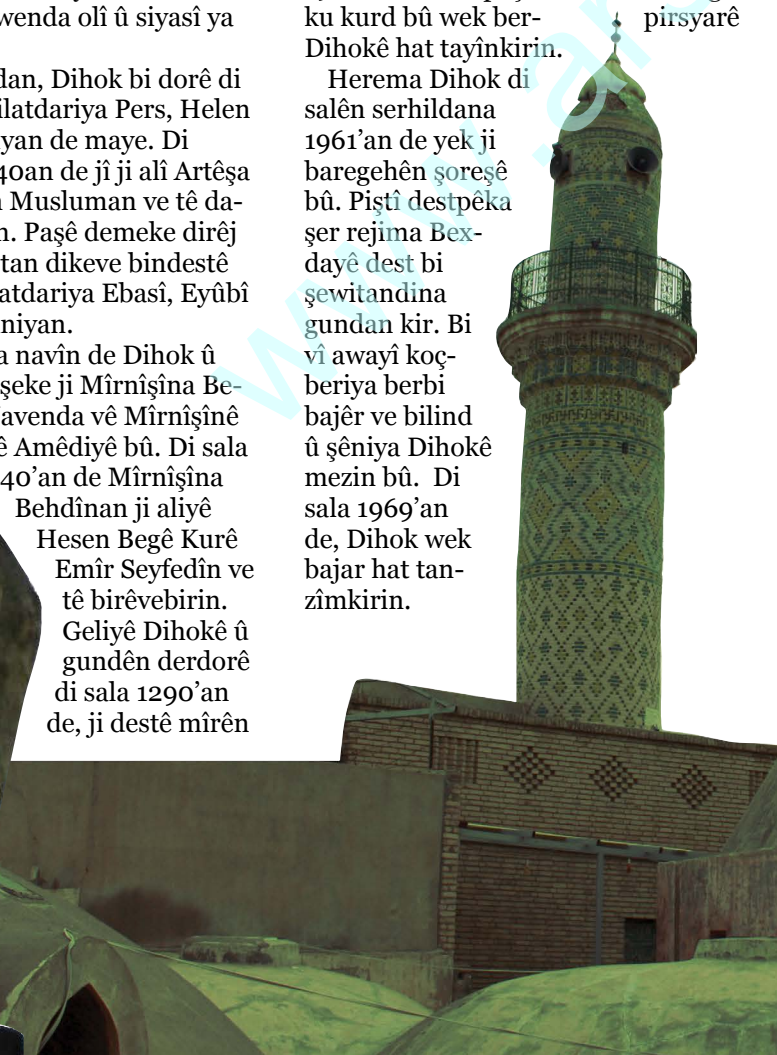 wenda olî û siyasî ya
dan, Dihok bi dorê di
ilatdariya Pers, Helen
yan de maye. Di
40an de jî ji alî Artêşa
Musluman ve tê da-
Paşê demeke dirêj
tan dikeve bindestê
atdariya Ebasî, Eyûbî
niyan.
a navîn de Dihok û
şeke ji Mîrnîşîna Be-
avenda vê Mîrnîşînê
ê Amêdiyê bû. Di sala
40’an de Mîrnîşîna
Behdînan ji aliyê
Hesen Begê Kurê
Emîr Seyfedîn ve
tê birêvebirin.
Geliyê Dihokê û
gundên derdorê
di sala 1290’an
de, ji destê mîrên
ku kurd bû wek ber-
Dihokê hat tayînkirin.
Herema Dihok di
salên serhildana
1961’an de yek ji
baregehên şoreşê
bû. Piştî destpêka
şer rejima Bex-
dayê dest bi
şewitandina
gundan kir. Bi
vî awayî koç-
beriya berbi
bajêr ve bilind
û şêniya Dihokê
mezin bû. Di
sala 1969’an
de, Dihok wek
bajar hat tan-
zîmkirin.
pirsyarê
www.ar